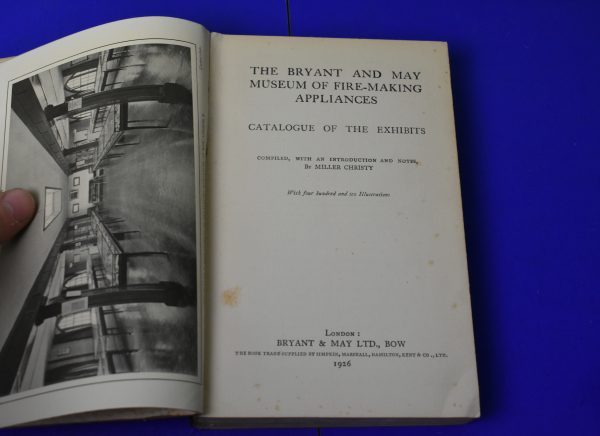 THE BRYANT AND MAY
MUSEUM OF FIRE-MAKING
APPLIANCES
CATALOGUE OF THE EXHIBITS
COMPILED, WITH AN INTRODUCTION AND NOTES,
BY MILLER CHRISTY
With four hundred and six Illustrations
LONDON:
BRYANT & MAY LTD., BOW
THE BOOK TRADE SUPPLIED BY SIMPKIN, MARSHALL, HAMILTON, KENT & CO., LTD.
1926